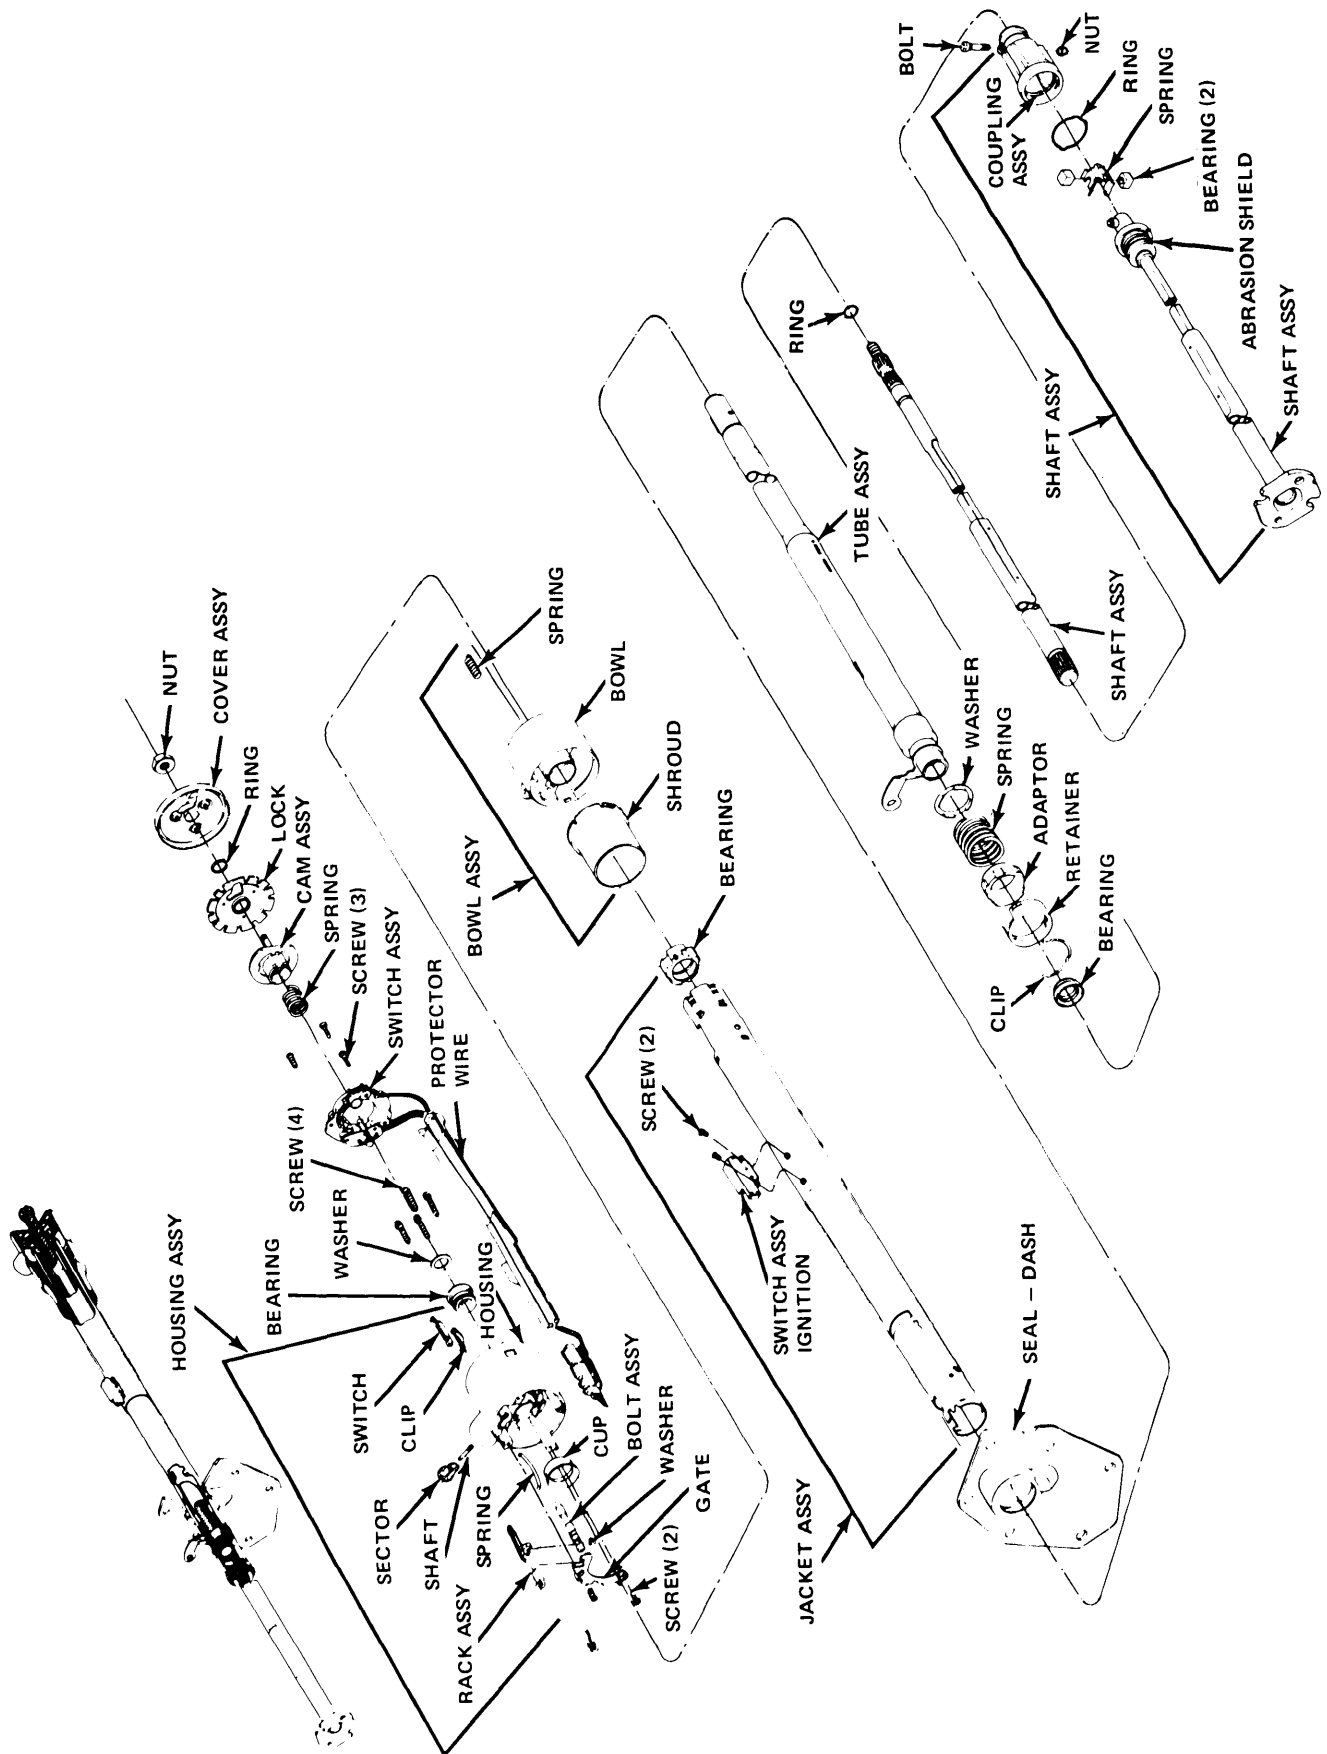 HOUSING ASSY
BEARING
WASHER
SCREW (4)
SWITCH
CLIP
HOUSING
SECTOR
SHAFT
SPRING
RACK ASSY
CUP
BOLT ASSY
WASHER
GATE
SCREW (2)
NUT
COVER ASSY
RING
LOCK
CAM ASSY
SPRING
SCREW (3)
SWITCH ASSY
PROTECTOR
WIRE
SPRING
BOWL
SHROUD
BOWL ASSY
BEARING
SCREW (2)
SWITCH ASSY
IGNITION
JACKET ASSY
SEAL – DASH
TUBE ASSY
WASHER
SPRING
ADAPTOR
RETAINER
BEARING
CLIP
RING
SHAFT ASSY
BOLT
NUT
COUPLING
ASSY
RING
SPRING
BEARING (2)
ABRASION SHIELD
SHAFT ASSY
SHAFT ASSY